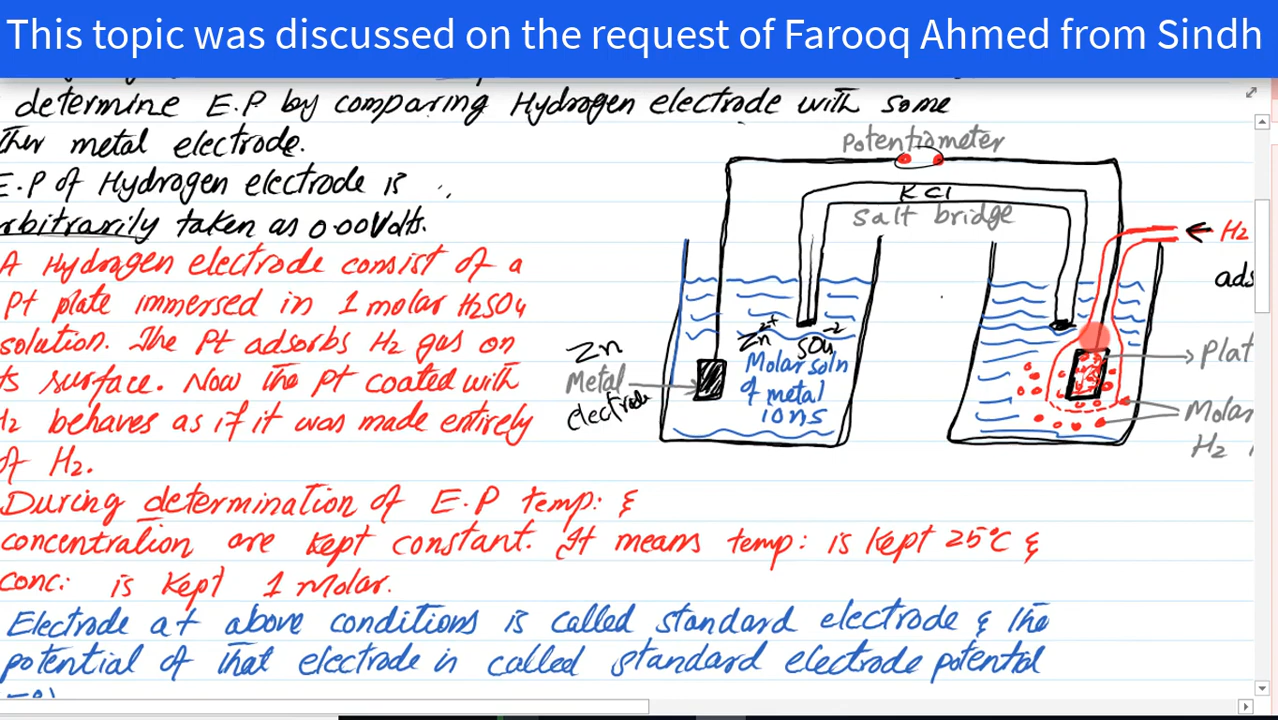 This topic was discussed on the request of Farooq Ahmed from Sindh
determine E.P by comparing Hydrogen electrode with some
ther metal electrode.
E.P of Hydrogen electrode is
rbitrarily taken as 0.00Volts.
A Hydrogen electrode consist of a
Pt plate immersed in 1 molar H2SO4
solution. The Pt adsorbs H2 gas on
ts surface. Now the Pt coated with
H2 behaves as if it was made entirely
of H2.
During determination of E.P temp: &
concentration are kept constant. It means temp: is kept 25°C &
conc: is kept 1 Molar.
Electrode at above conditions is called standard electrode & the
potential of that electrode is called standard electrode potential
Potentiometer
KCl
Salt bridge
H2
ads
Zn
Metal
electrode
Zn2+
SO4-2
Molar soln
of metal
ions
Plat
Molar
H2